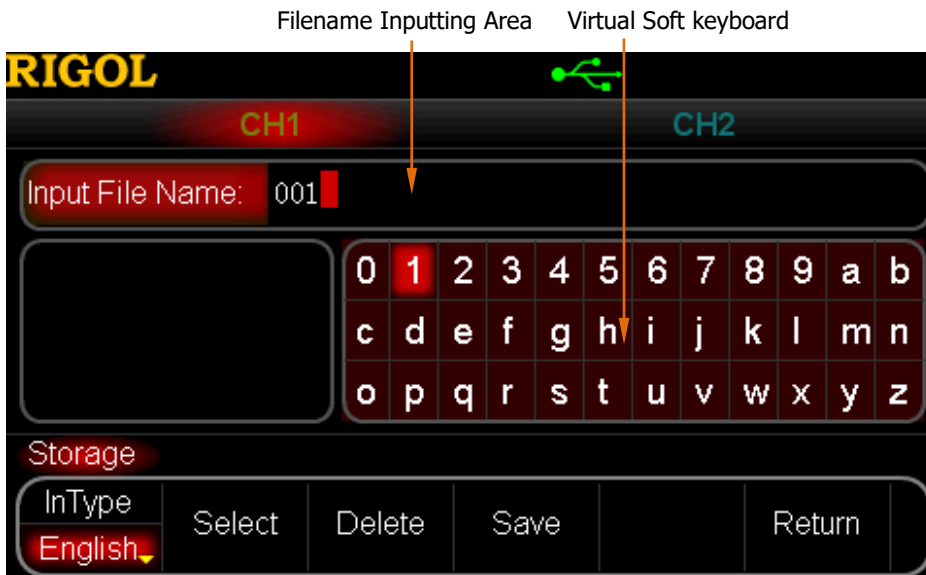 Filename Inputting Area Virtual Soft keyboard
RIGOL
CH1 CH2
Input File Name: 001
0 1 2 3 4 5 6 7 8 9 a b
c d e f g h i j k l m n
o p q r s t u v w x y z
Storage
InType
English
Select Delete Save Return